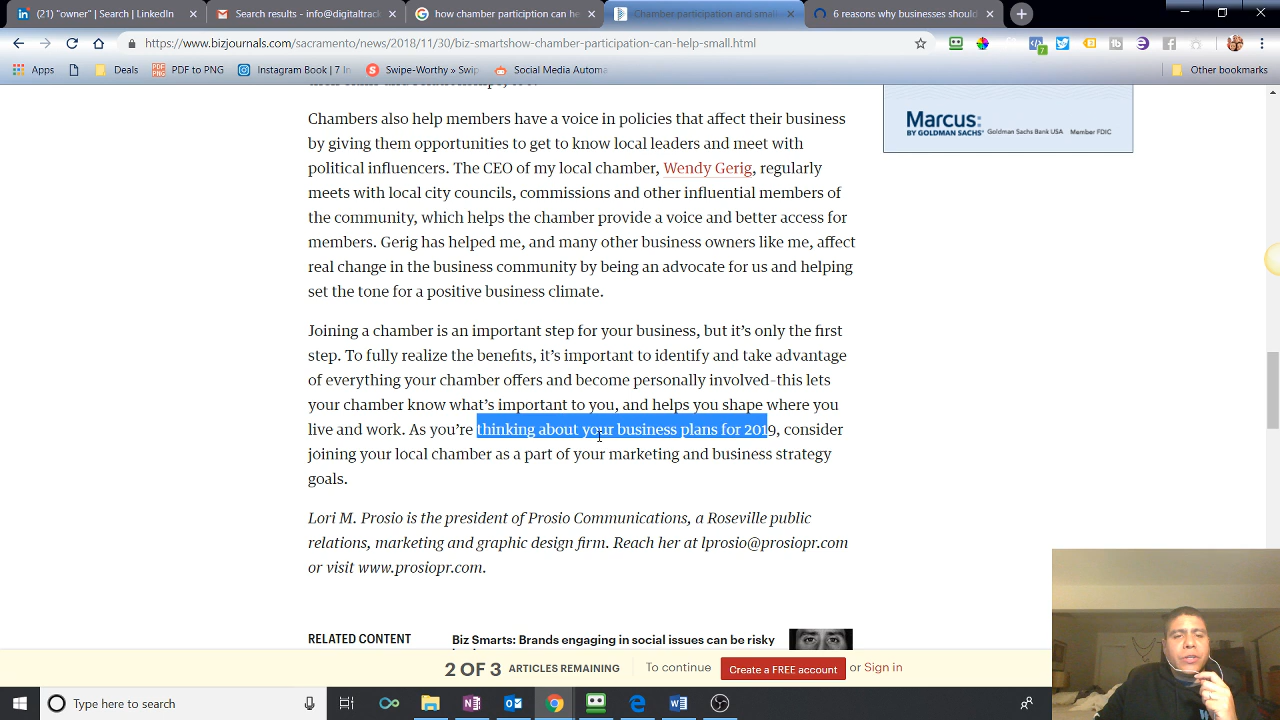 (21) "owner" | LinkedIn
Search results - info@digitaltrack
how chamber particiption can he
Chamber participation and smal
6 reasons why businesses should
https://www.bizjournals.com/sacramento/news/2018/11/30/biz-smartshow-chamber-participation-can-help-small.html
7
Apps
Deals
PDF to PNG
Instagram Book | 7 In
Swipe-Worthy » Swip
Social Media Automa
Other bookmarks
Chambers also help members have a voice in policies that affect their business
by giving them opportunities to get to know local leaders and meet with
political influencers. The CEO of my local chamber, Wendy Gerig, regularly
meets with local city councils, commissions and other influential members of
the community, which helps the chamber provide a voice and better access for
members. Gerig has helped me, and many other business owners like me, affect
real change in the business community by being an advocate for us and helping
set the tone for a positive business climate.
Marcus:
BY GOLDMAN SACHS® Goldman Sachs Bank USA Member FDIC
Joining a chamber is an important step for your business, but it's only the first
step. To fully realize the benefits, it's important to identify and take advantage
of everything your chamber offers and become personally involved-this lets
your chamber know what's important to you, and helps you shape where you
live and work. As you're thinking about your business plans for 2019, consider
joining your local chamber as a part of your marketing and business strategy
goals.
Lori M. Prosio is the president of Prosio Communications, a Roseville public
relations, marketing and graphic design firm. Reach her at lprosio@prosiopr.com
or visit www.prosiopr.com.
RELATED CONTENT
Biz Smarts: Brands engaging in social issues can be risky
2 OF 3 ARTICLES REMAINING To continue Create a FREE account or Sign in
Type here to search